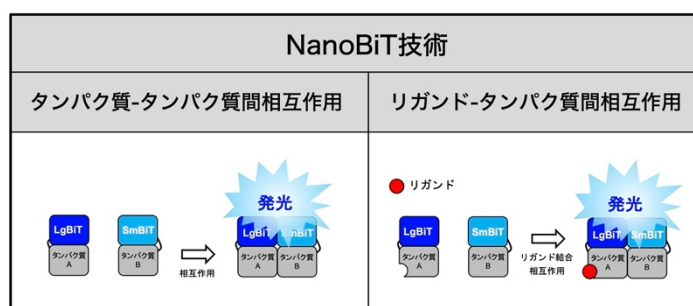 NanoBiT技術
タンパク質-タンパク質間相互作用
リガンド-タンパク質間相互作用
発光
LgBiT
SmBiT
LgBiT
SmBiT
タンパク質
A
タンパク質
B
相互作用
タンパク質
A
タンパク質
B
リガンド
発光
LgBiT
SmBiT
LgBiT
SmBiT
タンパク質
A
タンパク質
B
リガンド結合
相互作用
タンパク質
A
タンパク質
B